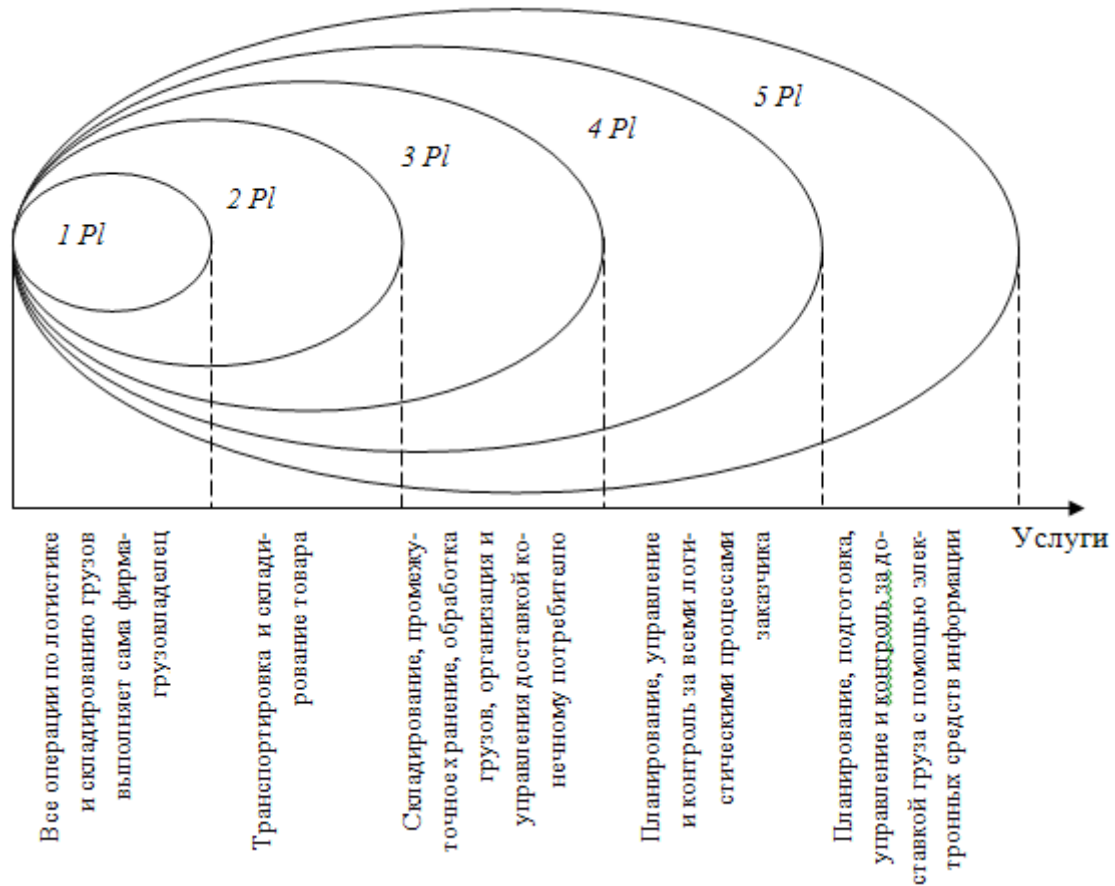 1 Pl
2 Pl
3 Pl
4 Pl
5 Pl
Услуги
Все операции по логистике
и складированию грузов
выполняет сама фирма-
грузовладелец
Транспортировка и склади-
рование товара
Складирование, промежу-
точное хранение, обработка
грузов, организация и
управления доставкой ко-
нечному потребителю
Планирование, управление
и контроль за всеми логи-
стическими процессами
заказчика
Планирование, подготовка,
управление и контроль за до-
ставкой груза с помощью элек-
тронных средств информации